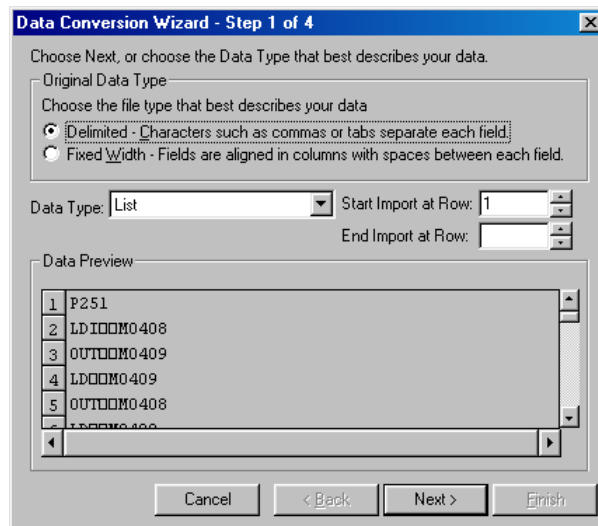 Data Conversion Wizard - Step 1 of 4
Choose Next, or choose the Data Type that best describes your data.
Original Data Type
Choose the file type that best describes your data
Delimited - Characters such as commas or tabs separate each field.
Fixed Width - Fields are aligned in columns with spaces between each field.
Data Type: List Start Import at Row: 1
End Import at Row:
Data Preview
1 P251
2 LDI□□M0408
3 OUT□□M0409
4 LD□□M0409
5 OUT□□M0408
Cancel < Back Next > Finish